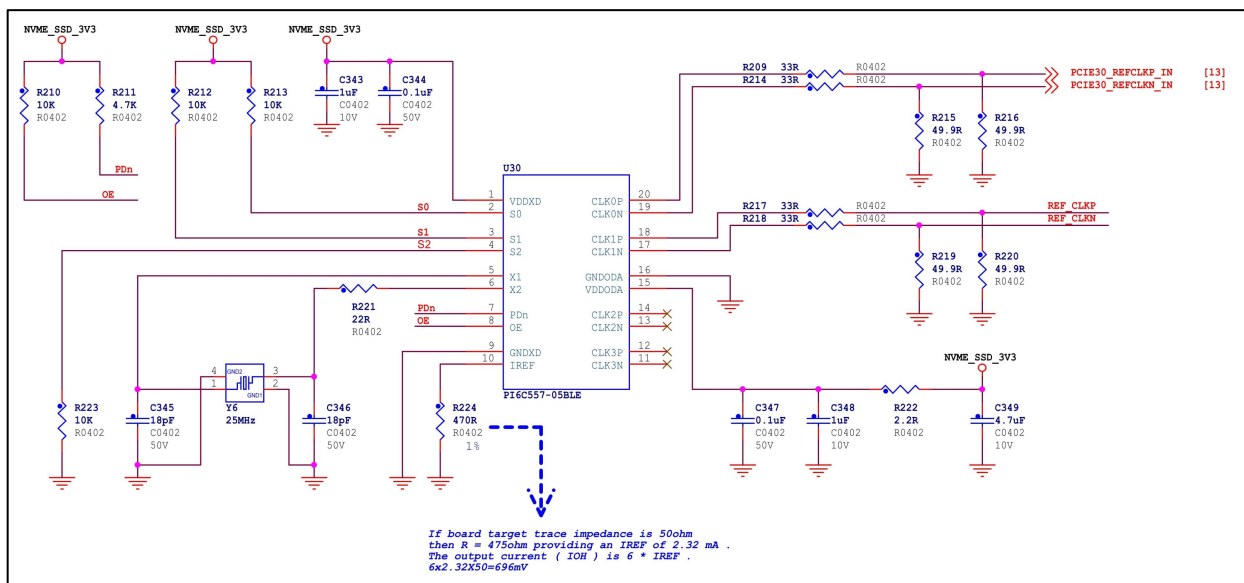 NVME_SSD_3V3 NVME_SSD_3V3 NVME_SSD_3V3
R210
10K
R0402
R211
4.7K
R0402
R212
10K
R0402
R213
10K
R0402
C343
1uF
C0402
10V
C344
0.1uF
C0402
50V
PDn
OE
R209 33R R0402
R214 33R R0402
PCIE30_REFCLKP_IN [13]
PCIE30_REFCLKN_IN [13]
R215
49.9R
R0402
R216
49.9R
R0402
U30
S0
S1
S2
PDn
OE
1 VDDXD
2 S0
3 S1
4 S2
5 X1
6 X2
7 PDn
8 OE
9 GNDXD
10 IREF
CLK0P 20
CLK0N 19
CLK1P 18
CLK1N 17
GNDODA 16
VDDODA 15
CLK2P 14
CLK2N 13
CLK3P 12
CLK3N 11
PI6C557-05BLE
R217 33R R0402
R218 33R R0402
REF_CLKP
REF_CLKN
R219
49.9R
R0402
R220
49.9R
R0402
R221
22R
R0402
4 GND2 3
1 GND1 2
Y6
25MHz
R223
10K
R0402
C345
18pF
C0402
50V
C346
18pF
C0402
50V
R224
470R
R0402
1%
NVME_SSD_3V3
C347
0.1uF
C0402
50V
C348
1uF
C0402
10V
R222
2.2R
R0402
C349
4.7uF
C0402
10V
If board target trace impedance is 50ohm
then R = 475ohm providing an IREF of 2.32 mA .
The output current ( IOH ) is 6 * IREF .
6x2.32X50=696mV